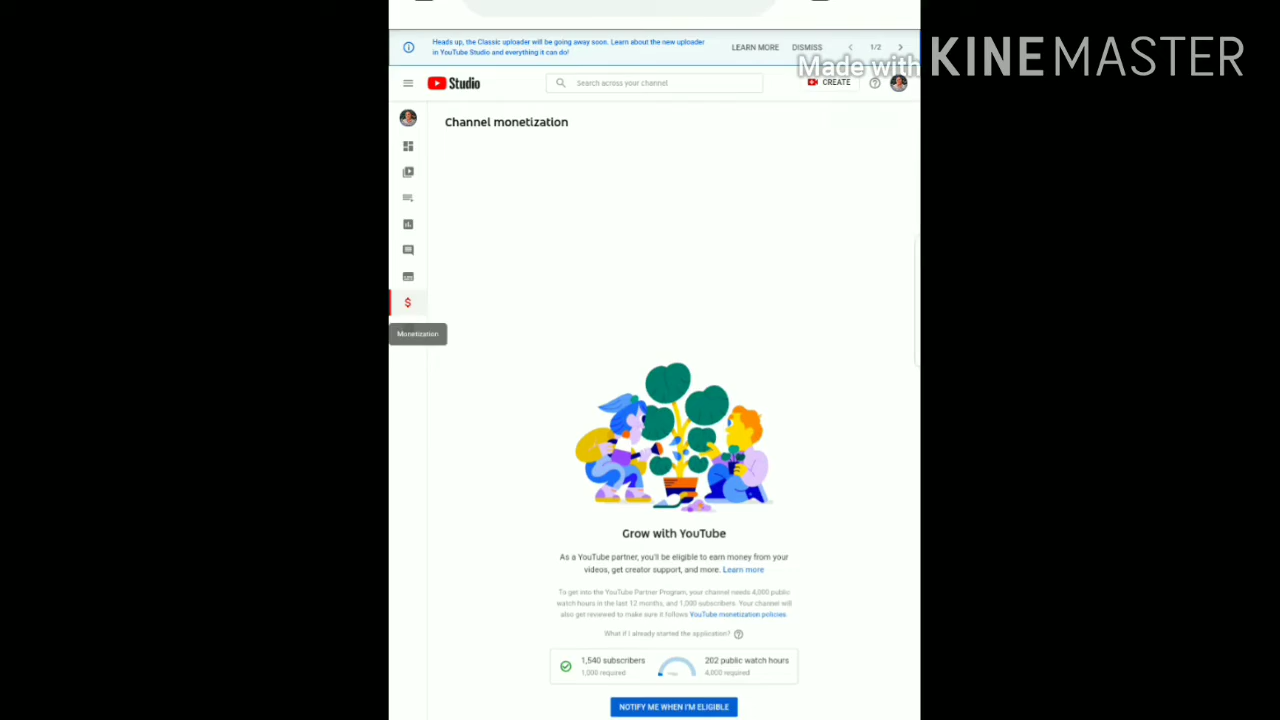 Heads up, the Classic uploader will be going away soon. Learn about the new uploader
in YouTube Studio and everything it can do!
LEARN MORE DISMISS 1/2
Made with KINEMASTER
Studio
Search across your channel
CREATE
Channel monetization
$
Monetization
Grow with YouTube
As a YouTube partner, you'll be eligible to earn money from your
videos, get creator support, and more. Learn more
To get into the YouTube Partner Program, your channel needs 4,000 public
watch hours in the last 12 months, and 1,000 subscribers. Your channel will
also get reviewed to make sure it follows YouTube monetization policies
What if I already started the application?
1,540 subscribers
1,000 required
202 public watch hours
4,000 required
NOTIFY ME WHEN I'M ELIGIBLE